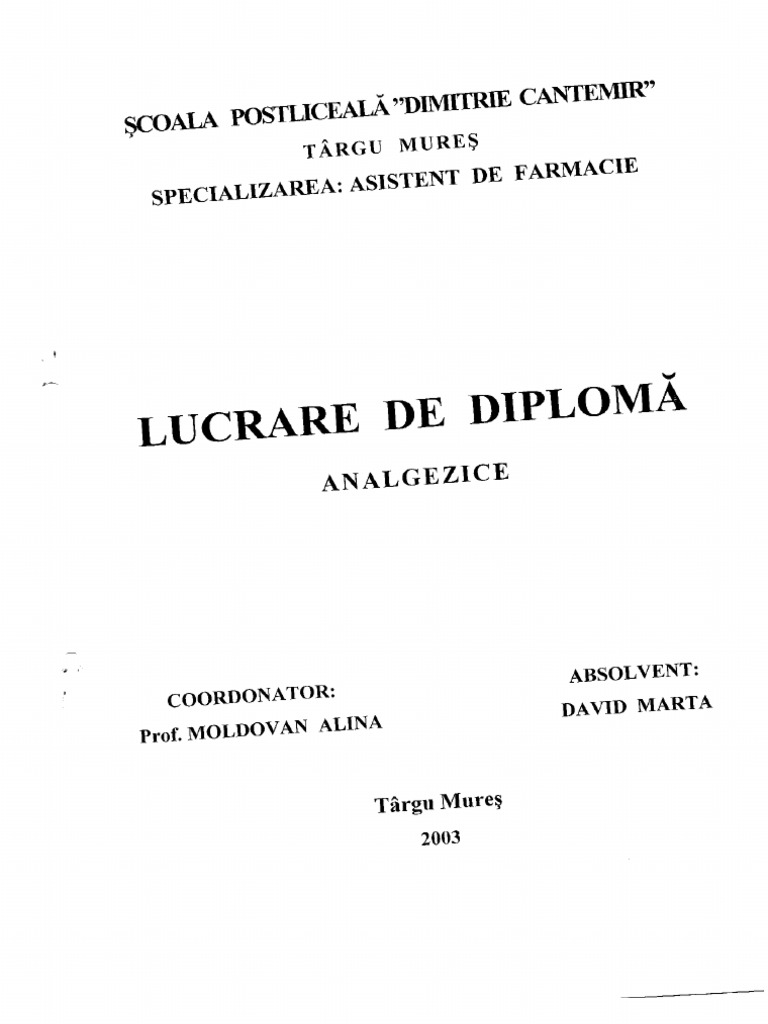 ŞCOALA POSTLICEALĂ ”DIMITRIE CANTEMIR”
TÂRGU MUREŞ
SPECIALIZAREA: ASISTENT DE FARMACIE
LUCRARE DE DIPLOMĂ
ANALGEZICE
COORDONATOR:
Prof. MOLDOVAN ALINA
ABSOLVENT:
DAVID MARTA
Târgu Mureş
2003